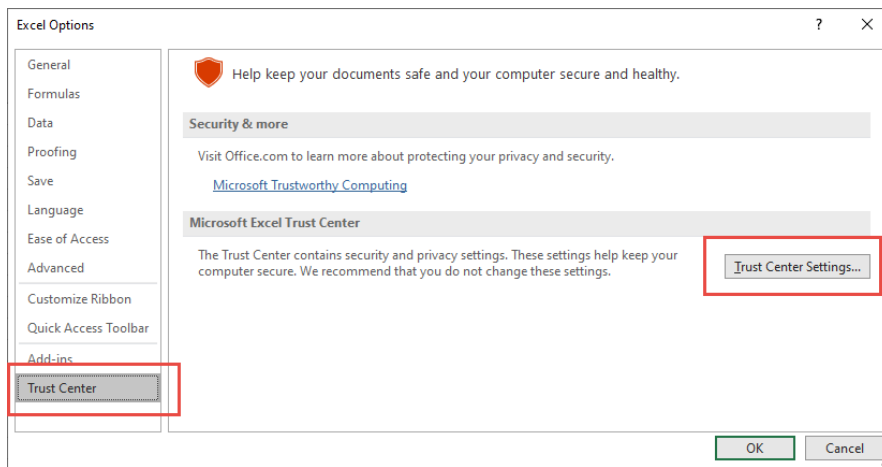 Excel Options
?
General
Formulas
Data
Proofing
Save
Language
Ease of Access
Advanced
Customize Ribbon
Quick Access Toolbar
Add-ins
Trust Center
Help keep your documents safe and your computer secure and healthy.
Security & more
Visit Office.com to learn more about protecting your privacy and security.
Microsoft Trustworthy Computing
Microsoft Excel Trust Center
The Trust Center contains security and privacy settings. These settings help keep your
computer secure. We recommend that you do not change these settings.
Trust Center Settings...
OK
Cancel